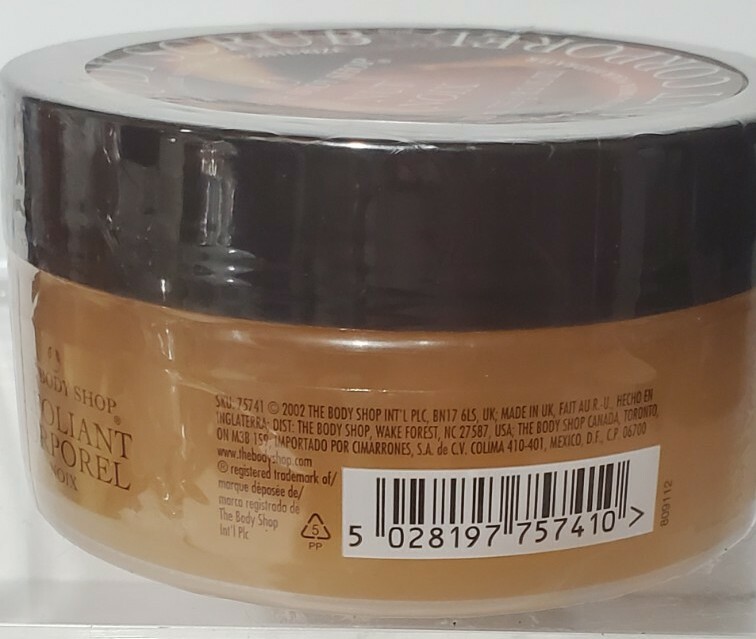 SCRUB
CORPOREL
BODY SHOP®
NOIX
SKU. 75741 © 2002 THE BODY SHOP INT'L PLC, BN17 6LS, UK; MADE IN UK, FAIT AU R.-U., HECHO EN
INGLATERRA; DIST: THE BODY SHOP, WAKE FOREST, NC 27587, USA; THE BODY SHOP CANADA, TORONTO,
ON M3B 1S9; IMPORTADO POR CIMARRONES, S.A. de C.V. COLIMA 410-401, MEXICO, D.F., C.P. 06700
www.thebodyshop.com
® registered trademark of/
marque déposée de/
marca registrada de
The Body Shop
Int'l Plc
5
PP
5 028197 757410 >
809112